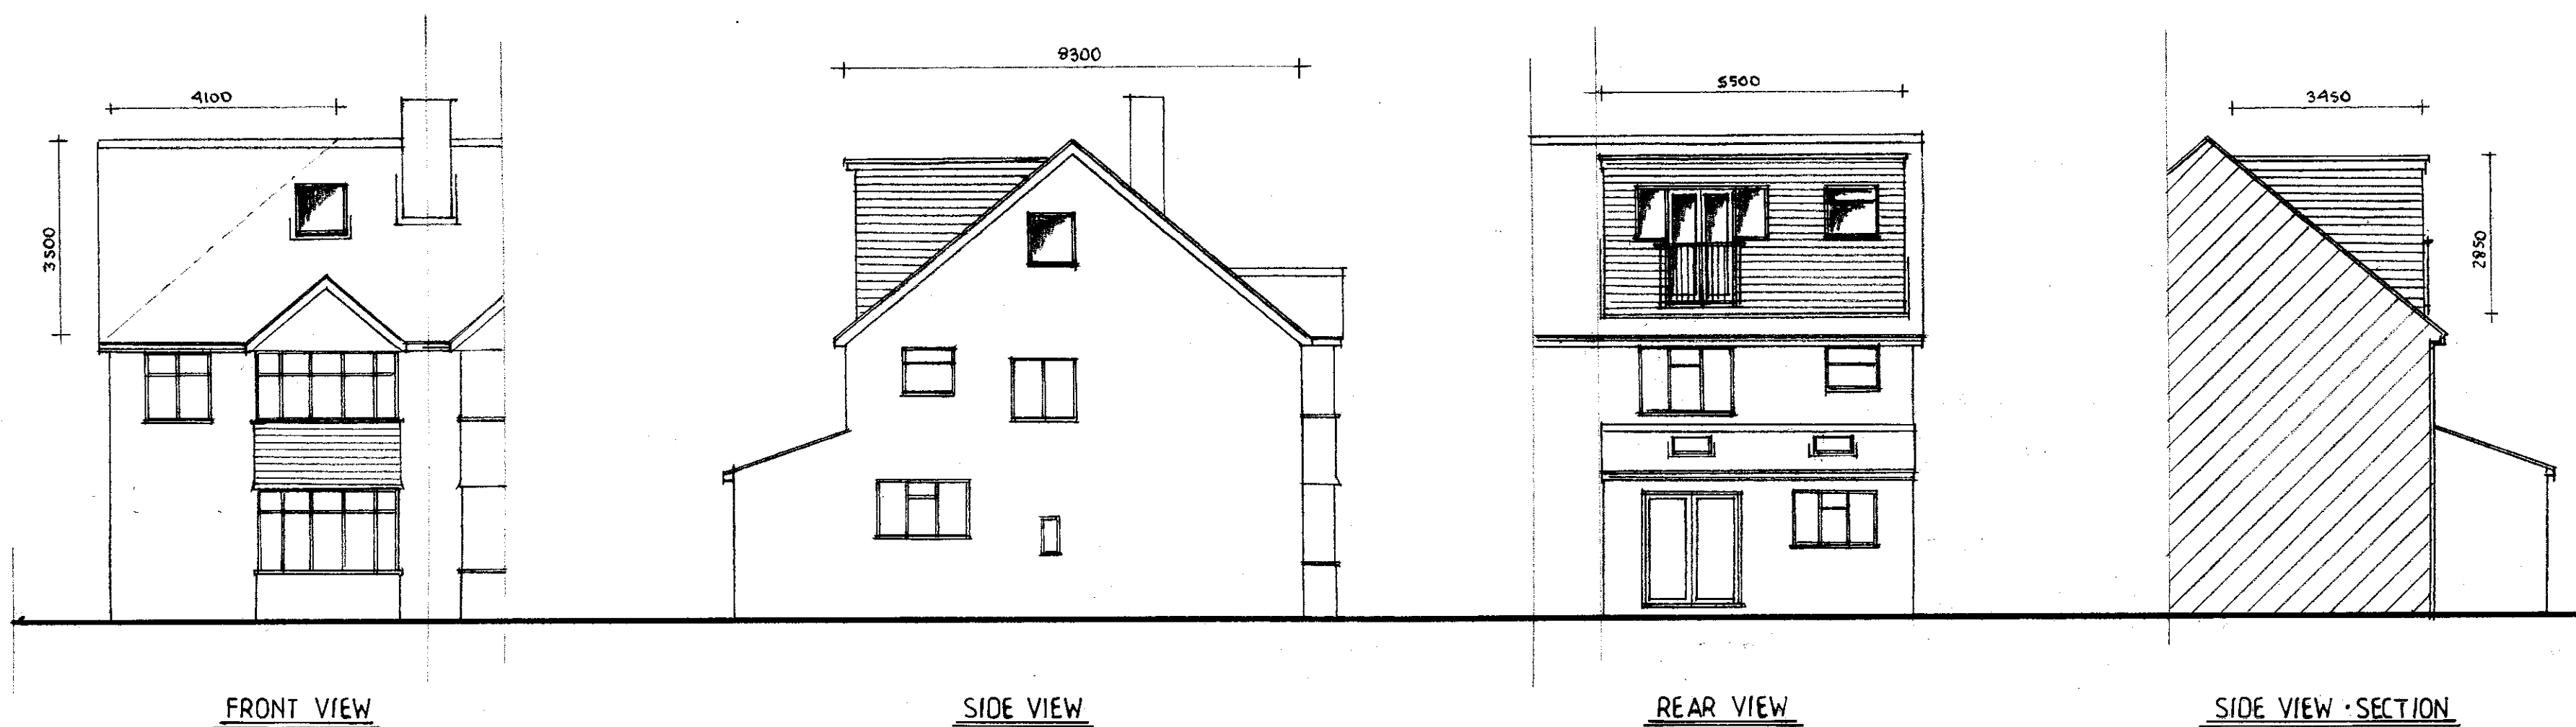 4100
3500
FRONT VIEW
8300
SIDE VIEW
5500
REAR VIEW
3450
2850
SIDE VIEW · SECTION